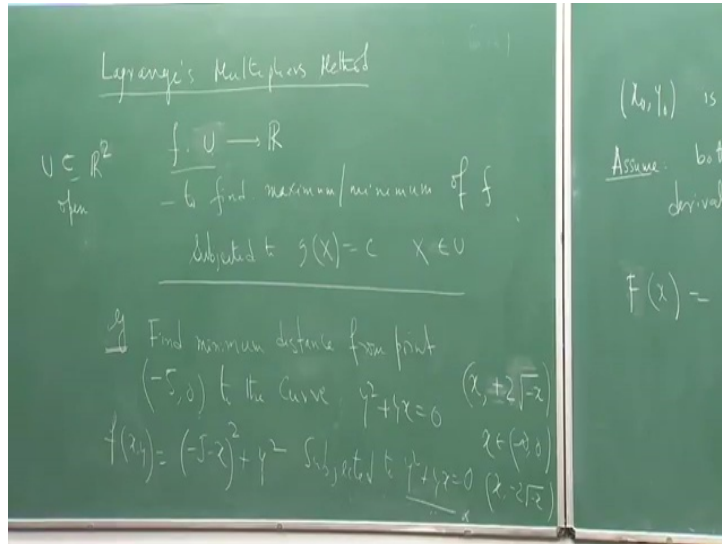 Lagrange's Multipliers Method
U ⊆ R² open
f: U → R
- to find maximum/minimum of f
Subjected to g(X) = c X ∈ U
eg Find minimum distance from point
(-5, 0) to the Curve y² + 4x = 0
f(x,y) = (-5-x)² + y² Subjected to y² + 4x = 0
(x, +2√-x)
x ∈ (-∞, 0)
(x, -2√-x)
(x₀, y₀) is
Assume: bot
deriva
F(x) =